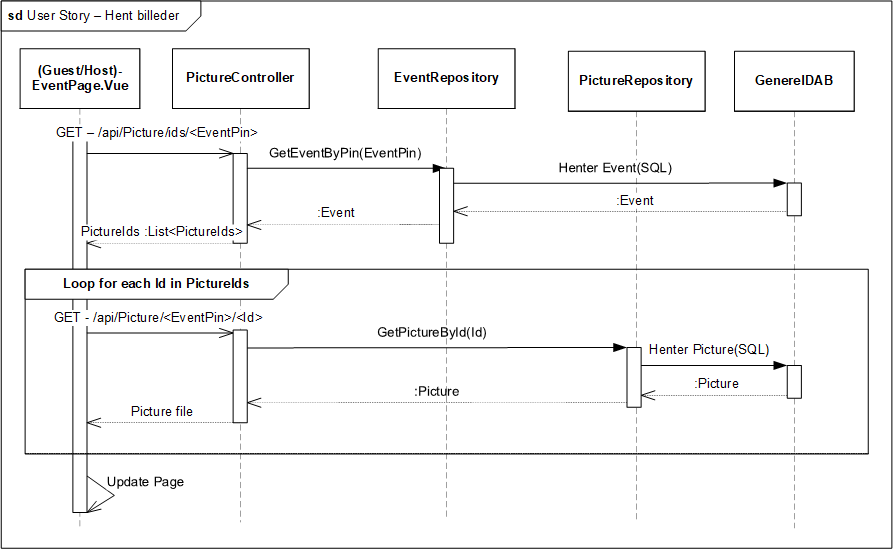 sd User Story – Hent billeder
(Guest/Host)-
EventPage.Vue
PictureController
EventRepository
PictureRepository
GenerelDAB
GET – /api/Picture/ids/<EventPin>
GetEventByPin(EventPin)
Henter Event(SQL)
:Event
:Event
PictureIds :List<PictureIds>
Loop for each Id in PictureIds
GET - /api/Picture/<EventPin>/<Id>
GetPictureById(Id)
Henter Picture(SQL)
:Picture
:Picture
Picture file
Update Page